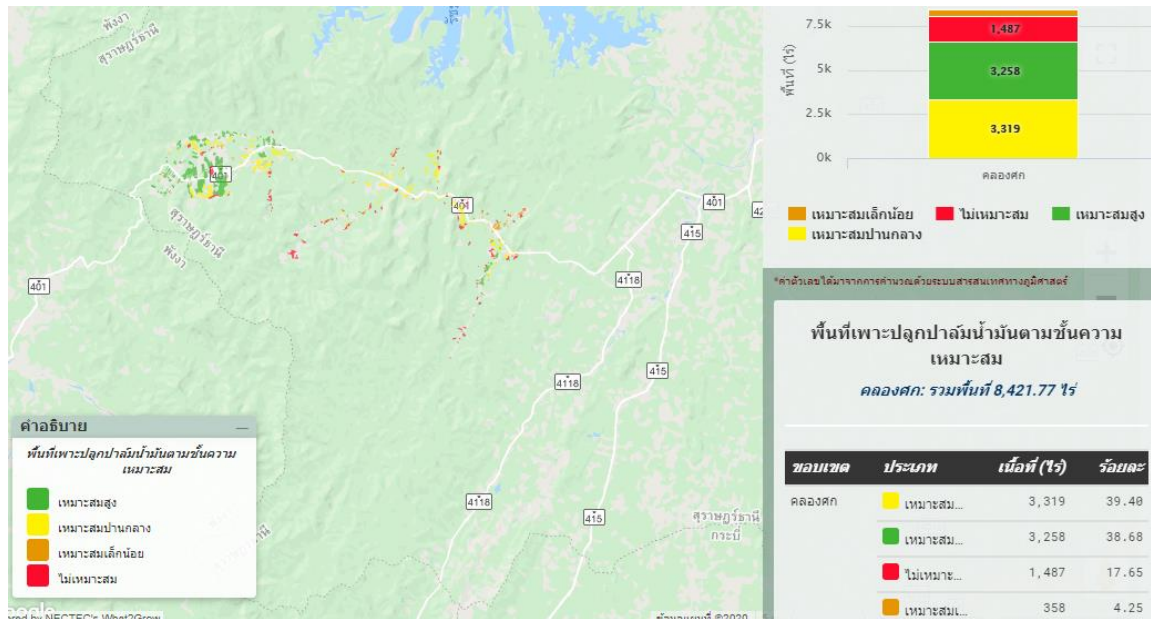 พังงา
สุราษฎร์ธานี
401
401
401
415
4118
401
สุราษฎร์ธานี
พังงา
415
4118
4118
415
สุราษฎร์ธานี
กระบี่
คำอธิบาย
พื้นที่เพาะปลูกปาล์มน้ำมันตามชั้นความ
เหมาะสม
เหมาะสมสูง
เหมาะสมปานกลาง
เหมาะสมเล็กน้อย
ไม่เหมาะสม
ered by NECTEC's What2Grow
ข้อมูลแผนที่ ©2020
พื้นที่ (ไร่)
7.5k
5k
2.5k
0k
1,487
3,258
3,319
คลองศก
เหมาะสมเล็กน้อย ไม่เหมาะสม เหมาะสมสูง
เหมาะสมปานกลาง
*ค่าตัวเลขได้มาจากการคำนวณด้วยระบบสารสนเทศทางภูมิศาสตร์
พื้นที่เพาะปลูกปาล์มน้ำมันตามชั้นความ
เหมาะสม
คลองศก: รวมพื้นที่ 8,421.77 ไร่
ขอบเขต ประเภท เนื้อที่ (ไร่) ร้อยละ
คลองศก เหมาะสม... 3,319 39.40
เหมาะสม... 3,258 38.68
ไม่เหมาะ... 1,487 17.65
เหมาะสมเ... 358 4.25